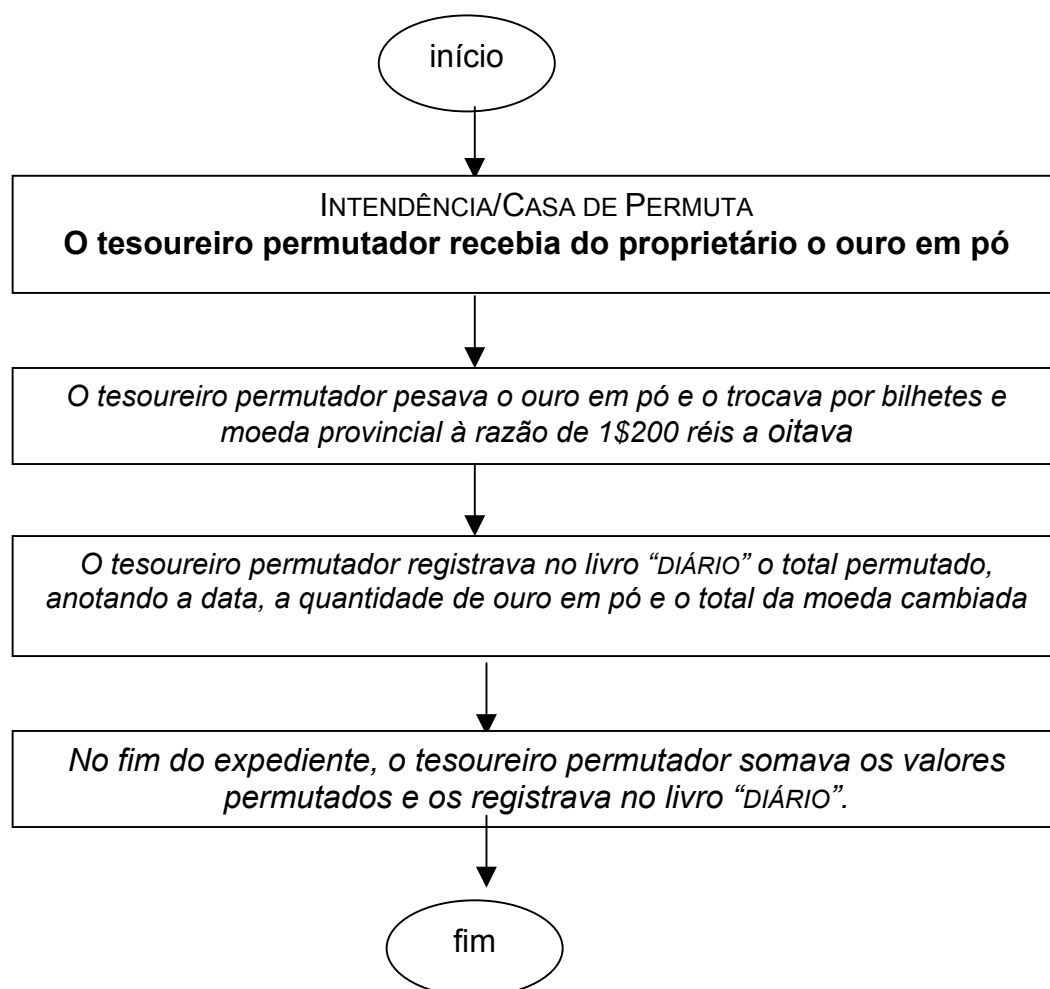 início
INTENDÊNCIA/CASA DE PERMUTA
O tesoureiro permutador recebia do proprietário o ouro em pó
O tesoureiro permutador pesava o ouro em pó e o trocava por bilhetes e
moeda provincial à razão de 1$200 réis a oitava
O tesoureiro permutador registrava no livro “DIÁRIO” o total permutado,
anotando a data, a quantidade de ouro em pó e o total da moeda cambiada
No fim do expediente, o tesoureiro permutador somava os valores
permutados e os registrava no livro “DIÁRIO”.
fim